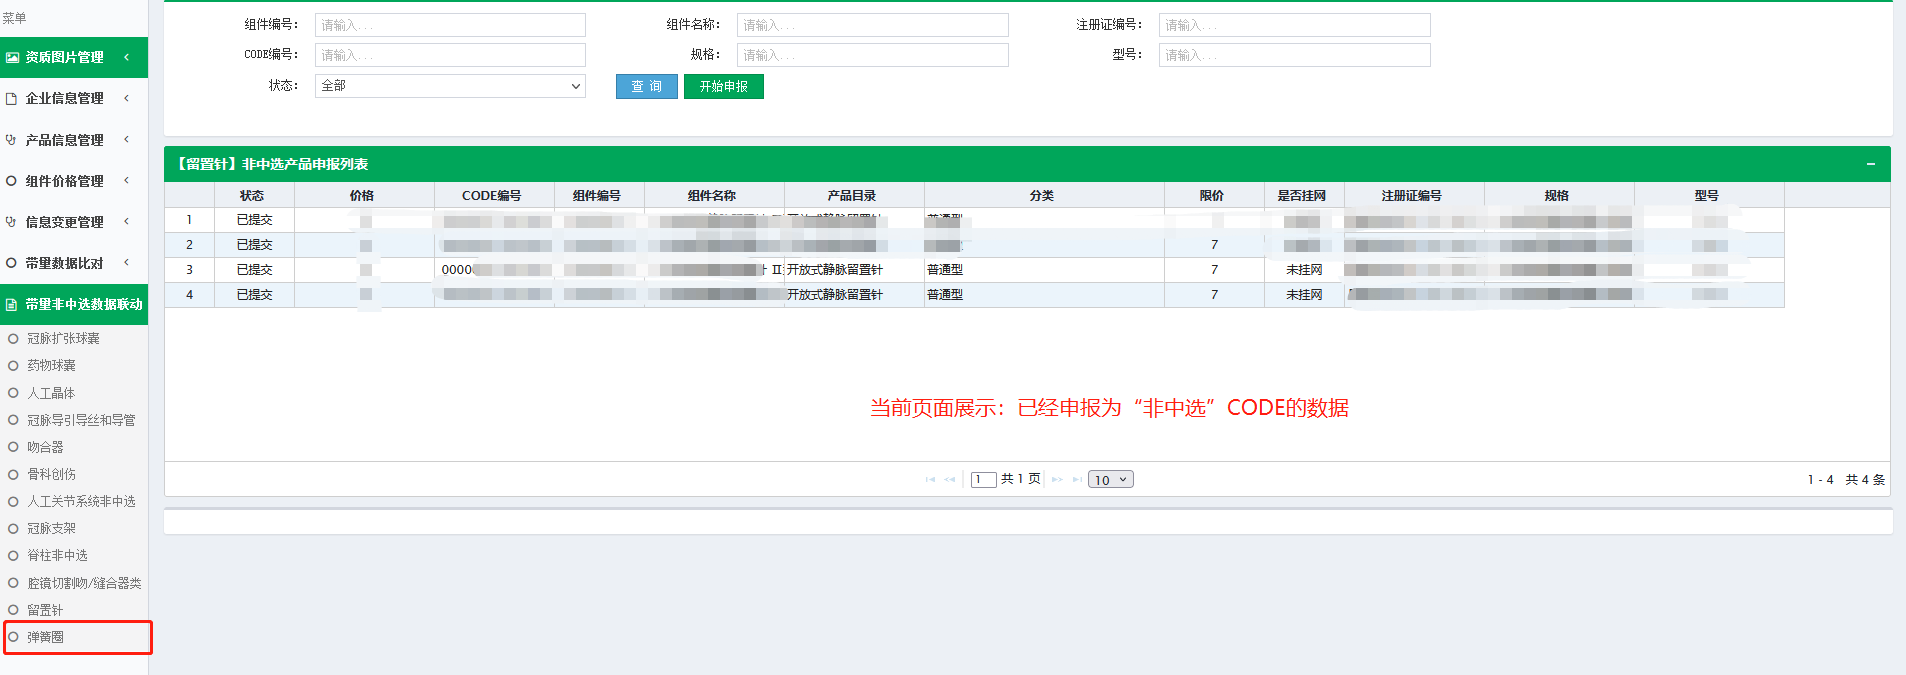 菜单
资质图片管理
企业信息管理
产品信息管理
组件价格管理
信息变更管理
带量数据比对
带量非中选数据联动
冠脉扩张球囊
药物球囊
人工晶体
冠脉导引导丝和导管
吻合器
骨科创伤
人工关节系统非中选
冠脉支架
脊柱非中选
腔镜切割吻/缝合器类
留置针
弹簧圈
组件编号： 请输入... 组件名称： 请输入... 注册证编号： 请输入...
CODE编号： 请输入... 规格： 请输入... 型号： 请输入...
状态： 全部 查 询 开始申报
【留置针】非中选产品申报列表
状态 价格 CODE编号 组件编号 组件名称 产品目录 分类 限价 是否挂网 注册证编号 规格 型号
1 已提交 开放式静脉留置针 普通型
2 已提交 7
3 已提交 0000 II 开放式静脉留置针 普通型 7 未挂网
4 已提交 开放式静脉留置针 普通型 7 未挂网
当前页面展示：已经申报为“非中选”CODE的数据
1 共 1 页 10 1 - 4 共 4 条